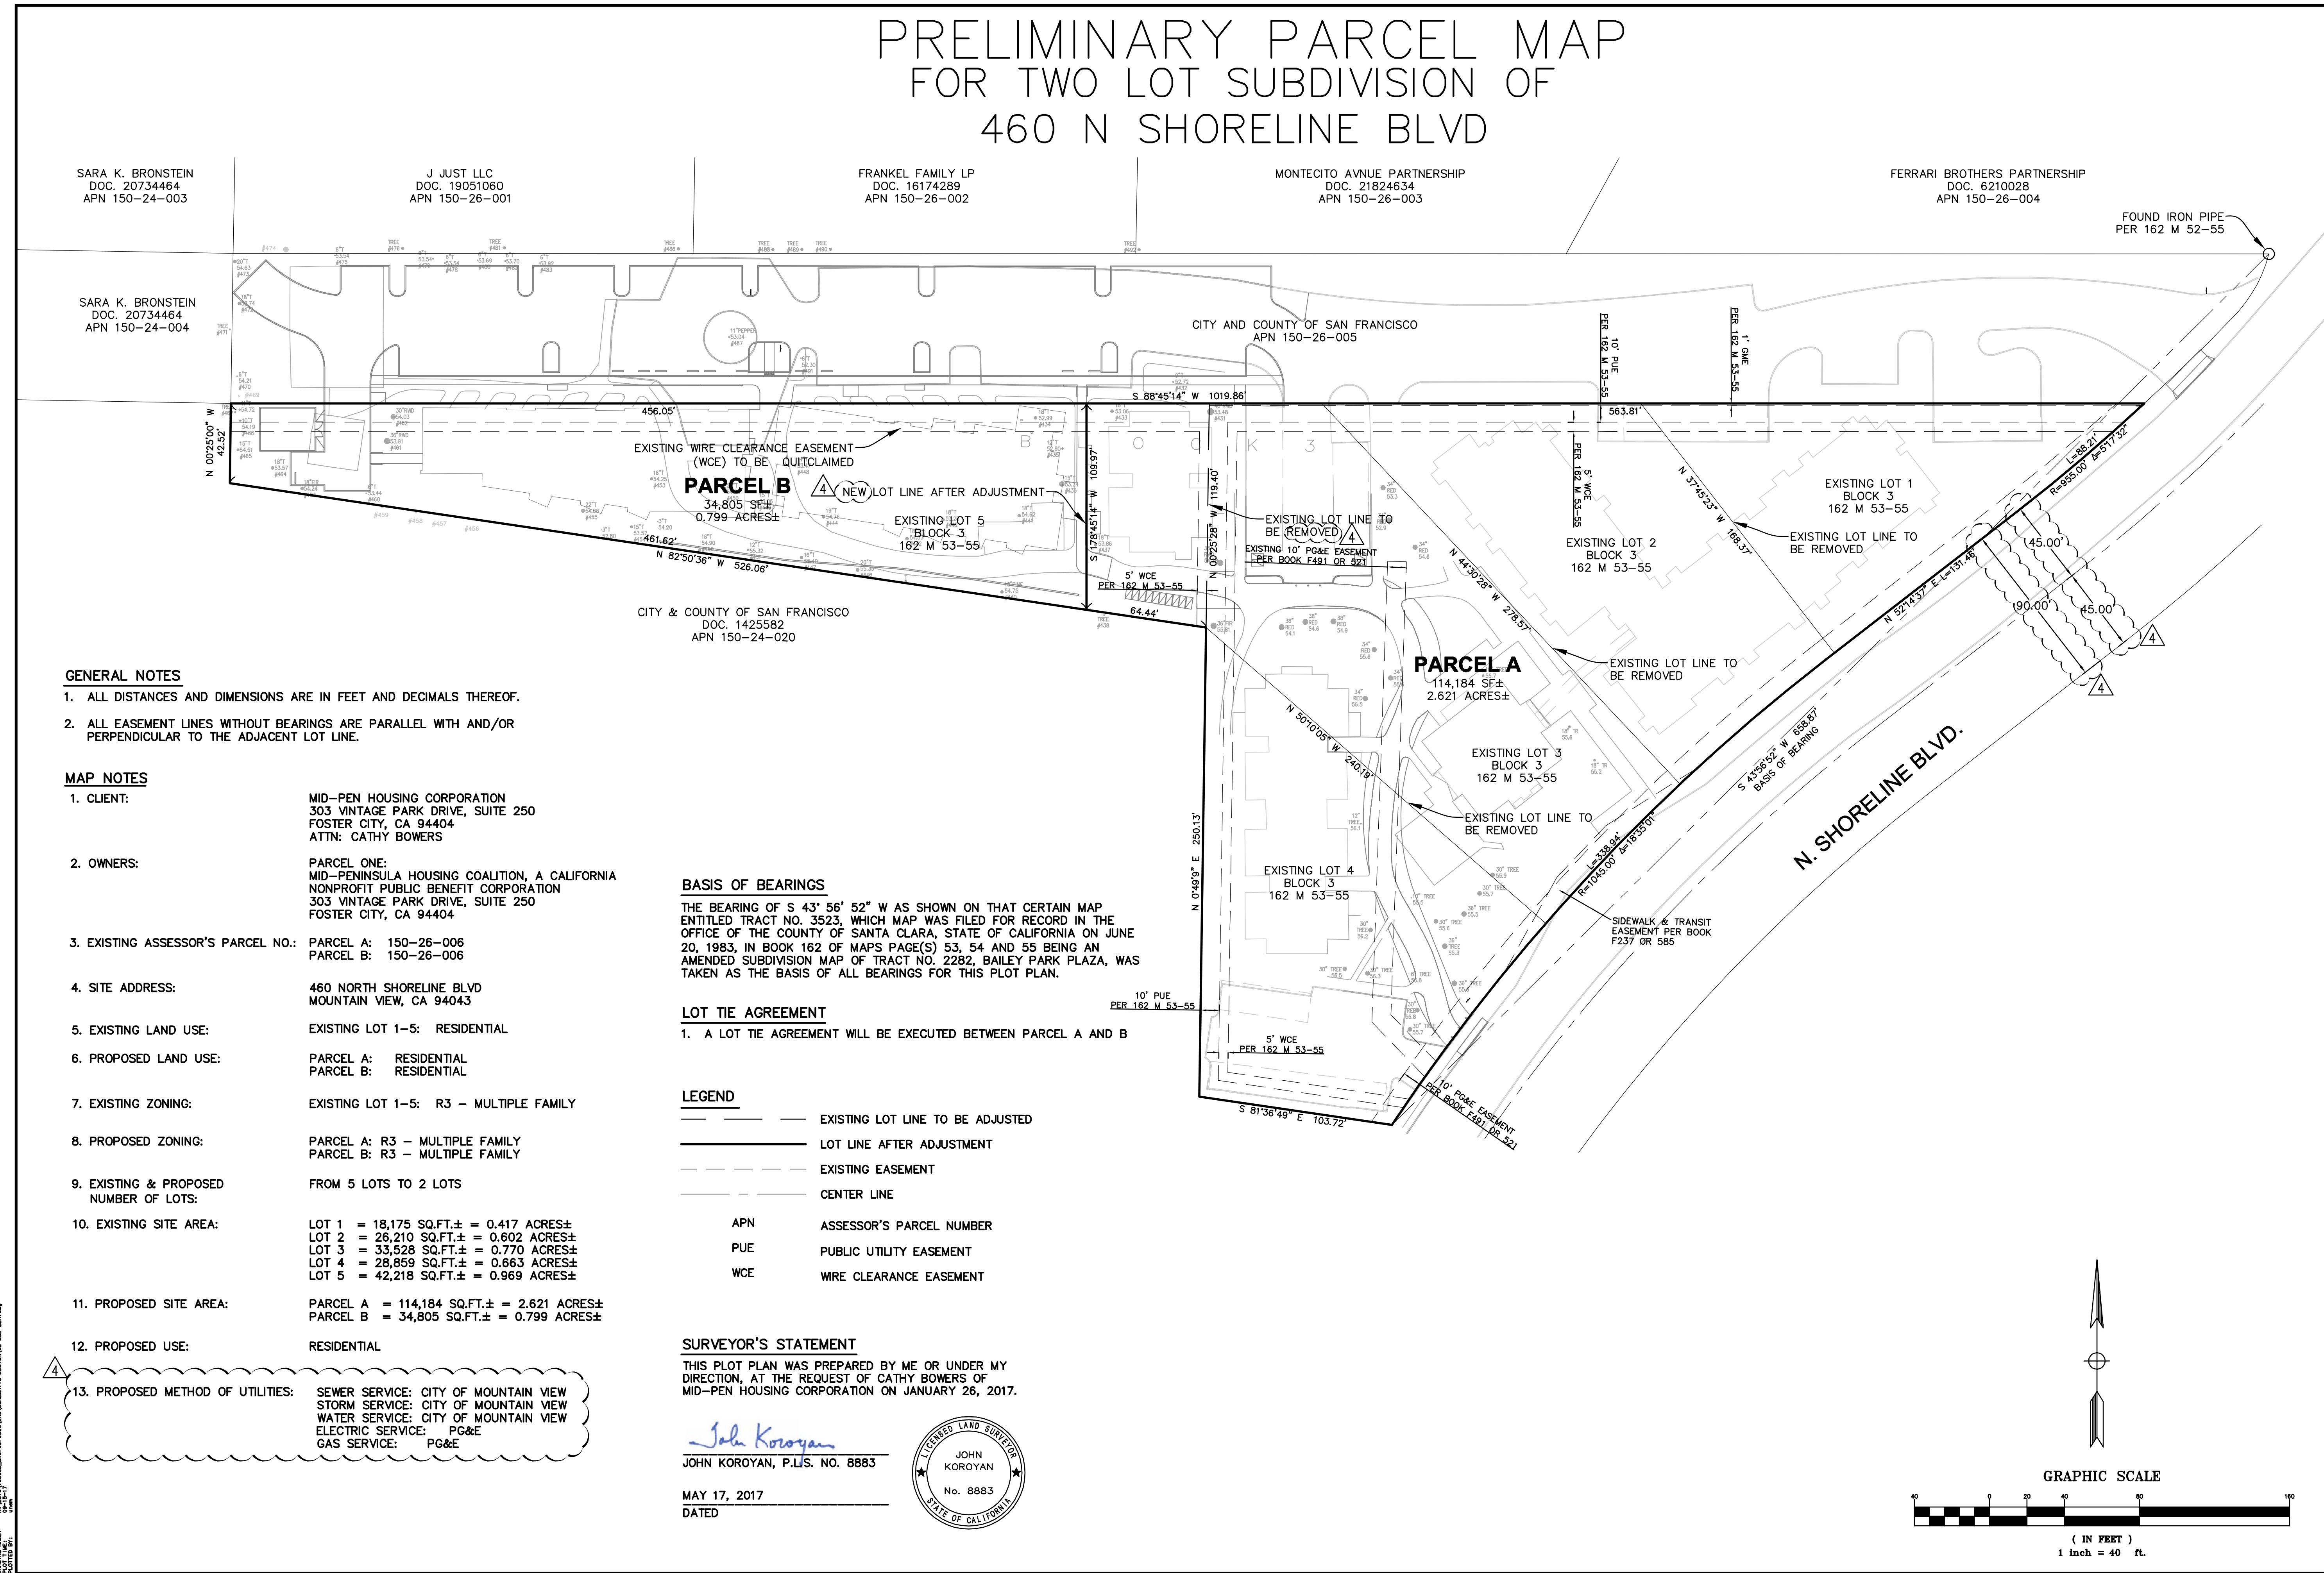 PRELIMINARY PARCEL MAP
FOR TWO LOT SUBDIVISION OF
460 N SHORELINE BLVD
SARA K. BRONSTEIN
DOC. 20734464
APN 150-24-003
J JUST LLC
DOC. 19051060
APN 150-26-001
FRANKEL FAMILY LP
DOC. 16174289
APN 150-26-002
MONTECITO AVNUE PARTNERSHIP
DOC. 21824634
APN 150-26-003
FERRARI BROTHERS PARTNERSHIP
DOC. 6210028
APN 150-26-004
FOUND IRON PIPE
PER 162 M 52-55
SARA K. BRONSTEIN
DOC. 20734464
APN 150-24-004
CITY AND COUNTY OF SAN FRANCISCO
APN 150-26-005
10' PUE
PER 162 M 53-55
1' GME
PER 162 M 53-55
N 00°25'00" W
42.52'
456.05'
S 88°45'14" W 1019.86'
563.81'
EXISTING WIRE CLEARANCE EASEMENT
(WCE) TO BE QUITCLAIMED
BLOCK 3
PARCEL B
34,805 SF±
0.799 ACRES±
4
NEW LOT LINE AFTER ADJUSTMENT
EXISTING LOT 5
BLOCK 3
162 M 53-55
461.62'
N 82°50'36" W 526.06'
S 178°45'14" W 109.97'
N 00°25'28" W 119.40'
EXISTING LOT LINE TO
BE REMOVED
4
EXISTING 10' PG&E EASEMENT
PER BOOK F491 OR 521
5' WCE
PER 162 M 53-55
64.44'
CITY & COUNTY OF SAN FRANCISCO
DOC. 1425582
APN 150-24-020
5' WCE
PER 162 M 53-55
N 37°45'23" W 168.37'
EXISTING LOT 1
BLOCK 3
162 M 53-55
EXISTING LOT LINE TO
BE REMOVED
EXISTING LOT 2
BLOCK 3
162 M 53-55
N 44°30'28" W 278.57'
L=88.21'
R=955.00' Δ=5°17'32"
N 52°14'37" E L=131.46'
45.00'
90.00'
45.00'
4
4
PARCEL A
114,184 SF±
2.621 ACRES±
EXISTING LOT LINE TO
BE REMOVED
N 50°10'05" W 240.19'
EXISTING LOT 3
BLOCK 3
162 M 53-55
EXISTING LOT LINE TO
BE REMOVED
S 43°56'52" W 658.87'
BASIS OF BEARING
N. SHORELINE BLVD.
L=338.94'
R=1045.00' Δ=18°35'01"
N 0°49'9" E 250.13'
EXISTING LOT 4
BLOCK 3
162 M 53-55
SIDEWALK & TRANSIT
EASEMENT PER BOOK
F237 OR 585
10' PUE
PER 162 M 53-55
5' WCE
PER 162 M 53-55
S 81°36'49" E 103.72'
10' PG&E EASEMENT
PER BOOK F491 OR 521
GENERAL NOTES
1. ALL DISTANCES AND DIMENSIONS ARE IN FEET AND DECIMALS THEREOF.
2. ALL EASEMENT LINES WITHOUT BEARINGS ARE PARALLEL WITH AND/OR
PERPENDICULAR TO THE ADJACENT LOT LINE.
MAP NOTES
1. CLIENT: MID-PEN HOUSING CORPORATION
303 VINTAGE PARK DRIVE, SUITE 250
FOSTER CITY, CA 94404
ATTN: CATHY BOWERS
2. OWNERS: PARCEL ONE:
MID-PENINSULA HOUSING COALITION, A CALIFORNIA
NONPROFIT PUBLIC BENEFIT CORPORATION
303 VINTAGE PARK DRIVE, SUITE 250
FOSTER CITY, CA 94404
3. EXISTING ASSESSOR'S PARCEL NO.: PARCEL A: 150-26-006
PARCEL B: 150-26-006
4. SITE ADDRESS: 460 NORTH SHORELINE BLVD
MOUNTAIN VIEW, CA 94043
5. EXISTING LAND USE: EXISTING LOT 1-5: RESIDENTIAL
6. PROPOSED LAND USE: PARCEL A: RESIDENTIAL
PARCEL B: RESIDENTIAL
7. EXISTING ZONING: EXISTING LOT 1-5: R3 - MULTIPLE FAMILY
8. PROPOSED ZONING: PARCEL A: R3 - MULTIPLE FAMILY
PARCEL B: R3 - MULTIPLE FAMILY
9. EXISTING & PROPOSED FROM 5 LOTS TO 2 LOTS
NUMBER OF LOTS:
10. EXISTING SITE AREA: LOT 1 = 18,175 SQ.FT.± = 0.417 ACRES±
LOT 2 = 26,210 SQ.FT.± = 0.602 ACRES±
LOT 3 = 33,528 SQ.FT.± = 0.770 ACRES±
LOT 4 = 28,859 SQ.FT.± = 0.663 ACRES±
LOT 5 = 42,218 SQ.FT.± = 0.969 ACRES±
11. PROPOSED SITE AREA: PARCEL A = 114,184 SQ.FT.± = 2.621 ACRES±
PARCEL B = 34,805 SQ.FT.± = 0.799 ACRES±
12. PROPOSED USE: RESIDENTIAL
4
13. PROPOSED METHOD OF UTILITIES: SEWER SERVICE: CITY OF MOUNTAIN VIEW
STORM SERVICE: CITY OF MOUNTAIN VIEW
WATER SERVICE: CITY OF MOUNTAIN VIEW
ELECTRIC SERVICE: PG&E
GAS SERVICE: PG&E
BASIS OF BEARINGS
THE BEARING OF S 43° 56' 52" W AS SHOWN ON THAT CERTAIN MAP
ENTITLED TRACT NO. 3523, WHICH MAP WAS FILED FOR RECORD IN THE
OFFICE OF THE COUNTY OF SANTA CLARA, STATE OF CALIFORNIA ON JUNE
20, 1983, IN BOOK 162 OF MAPS PAGE(S) 53, 54 AND 55 BEING AN
AMENDED SUBDIVISION MAP OF TRACT NO. 2282, BAILEY PARK PLAZA, WAS
TAKEN AS THE BASIS OF ALL BEARINGS FOR THIS PLOT PLAN.
LOT TIE AGREEMENT
1. A LOT TIE AGREEMENT WILL BE EXECUTED BETWEEN PARCEL A AND B
LEGEND
EXISTING LOT LINE TO BE ADJUSTED
LOT LINE AFTER ADJUSTMENT
EXISTING EASEMENT
CENTER LINE
APN ASSESSOR'S PARCEL NUMBER
PUE PUBLIC UTILITY EASEMENT
WCE WIRE CLEARANCE EASEMENT
SURVEYOR'S STATEMENT
THIS PLOT PLAN WAS PREPARED BY ME OR UNDER MY
DIRECTION, AT THE REQUEST OF CATHY BOWERS OF
MID-PEN HOUSING CORPORATION ON JANUARY 26, 2017.
John Koroyan
JOHN KOROYAN, P.L.S. NO. 8883
MAY 17, 2017
DATED
LICENSED LAND SURVEYOR
JOHN
KOROYAN
No. 8883
STATE OF CALIFORNIA
GRAPHIC SCALE
40 0 20 40 80 160
( IN FEET )
1 inch = 40 ft.